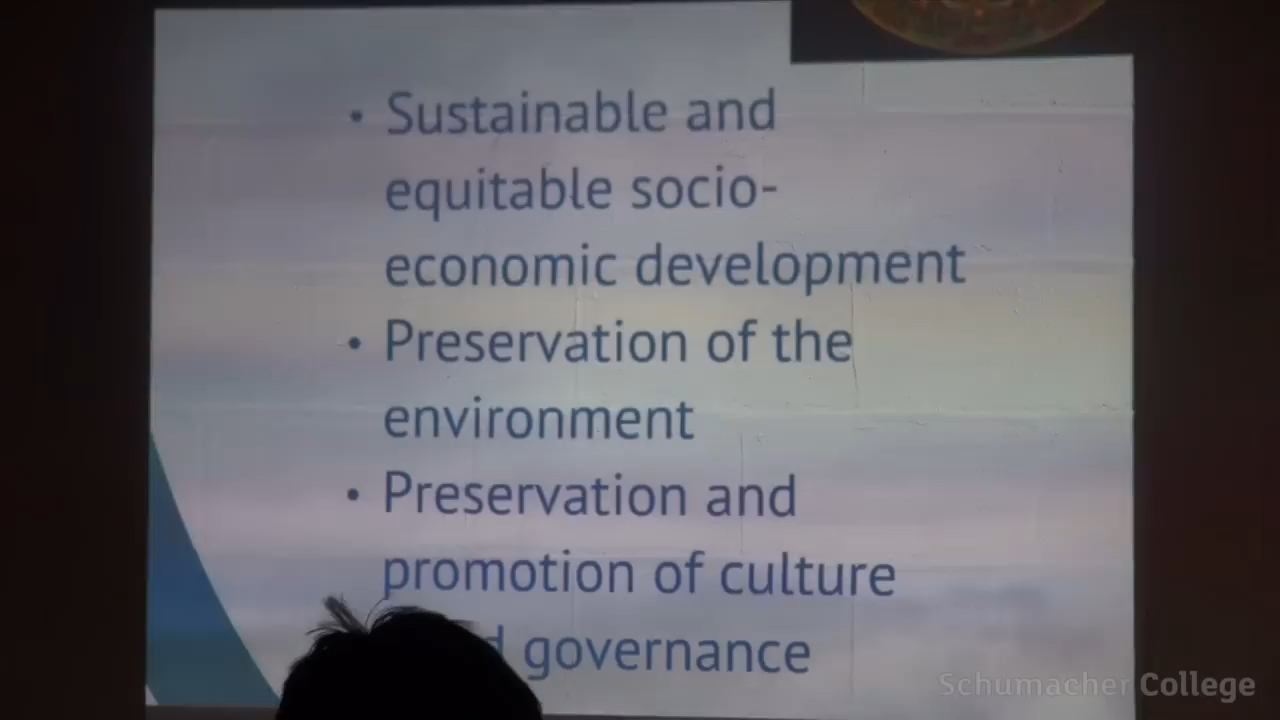 • Sustainable and
equitable socio-
economic development
• Preservation of the
environment
• Preservation and
promotion of culture
governance
Schumacher College